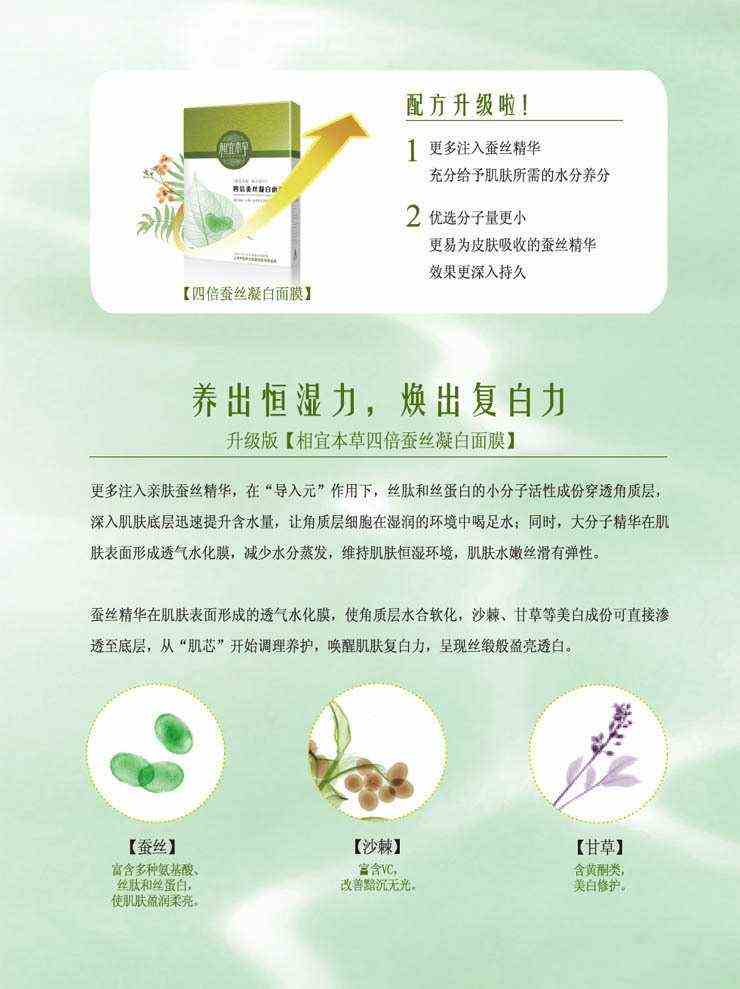 配方升级啦!
1 更多注入蚕丝精华
充分给予肌肤所需的水分养分
2 优选分子量更小
更易为皮肤吸收的蚕丝精华
效果更深入持久
相宜本草
四倍蚕丝凝白面膜
【四倍蚕丝凝白面膜】
养出恒湿力，焕出复白力
升级版【相宜本草四倍蚕丝凝白面膜】
更多注入亲肤蚕丝精华，在“导入元”作用下，丝肽和丝蛋白的小分子活性成份穿透角质层，
深入肌肤底层迅速提升含水量，让角质层细胞在湿润的环境中喝足水；同时，大分子精华在肌
肤表面形成透气水化膜，减少水分蒸发，维持肌肤恒湿环境，肌肤水嫩丝滑有弹性。
蚕丝精华在肌肤表面形成的透气水化膜，使角质层水合软化，沙棘、甘草等美白成份可直接渗
透至底层，从“肌芯”开始调理养护，唤醒肌肤复白力，呈现丝缎般盈亮透白。
【蚕丝】
富含多种氨基酸、
丝肽和丝蛋白，
使肌肤盈润柔亮。
【沙棘】
富含VC，
改善黯沉无光。
【甘草】
含黄酮类，
美白修护。